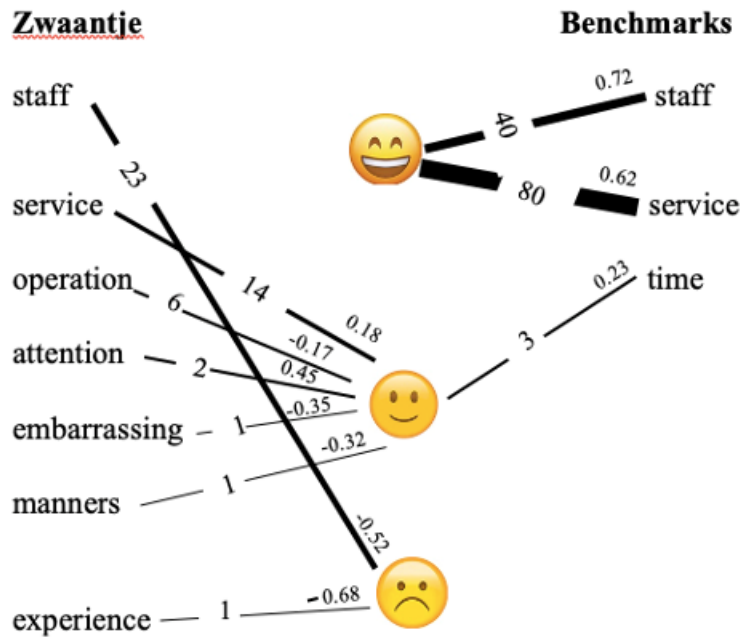 Zwaantje
Benchmarks
staff
23
-0.52
service
14
0.18
operation
6
-0.17
attention
2
0.45
embarrassing
1
-0.35
manners
1
-0.32
experience
1
-0.68
40
0.72
staff
80
0.62
service
3
0.23
time